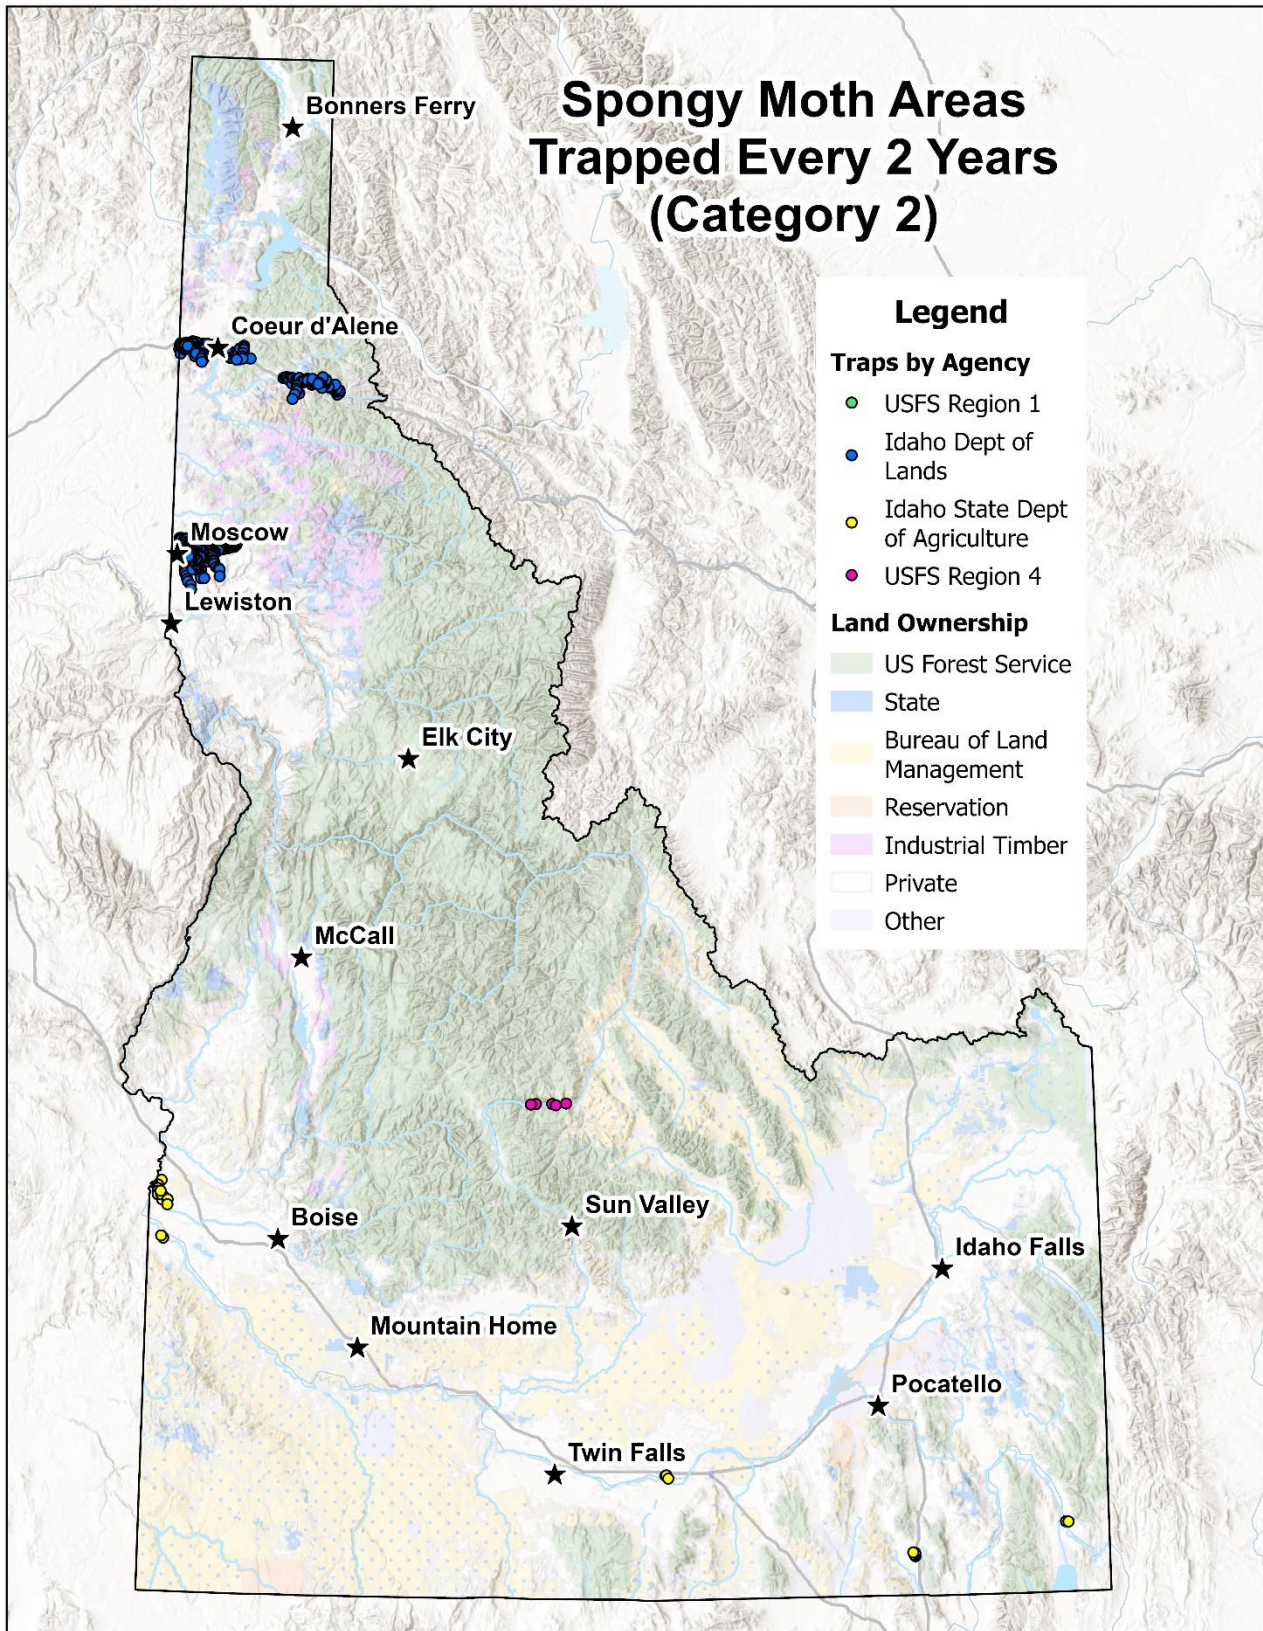 Spongy Moth Areas
Trapped Every 2 Years
(Category 2)
Bonners Ferry
Coeur d'Alene
Moscow
Lewiston
Elk City
McCall
Boise
Sun Valley
Idaho Falls
Mountain Home
Pocatello
Twin Falls
Legend
Traps by Agency
USFS Region 1
Idaho Dept of
Lands
Idaho State Dept
of Agriculture
USFS Region 4
Land Ownership
US Forest Service
State
Bureau of Land
Management
Reservation
Industrial Timber
Private
Other